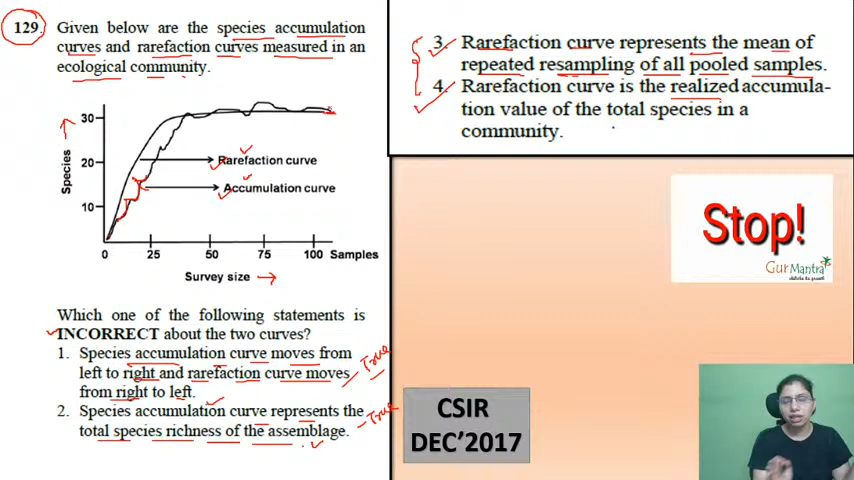 129. Given below are the species accumulation
curves and rarefaction curves measured in an
ecological community.
Species
30
20
10
Rarefaction curve
Accumulation curve
0 25 50 75 100 Samples
Survey size
Which one of the following statements is
INCORRECT about the two curves?
1. Species accumulation curve moves from
left to right and rarefaction curve moves
from right to left.
True
2. Species accumulation curve represents the
total species richness of the assemblage.
- True
3. Rarefaction curve represents the mean of
repeated resampling of all pooled samples.
4. Rarefaction curve is the realized accumula-
tion value of the total species in a
community.
Stop!
GurMantra
CSIR
DEC'2017